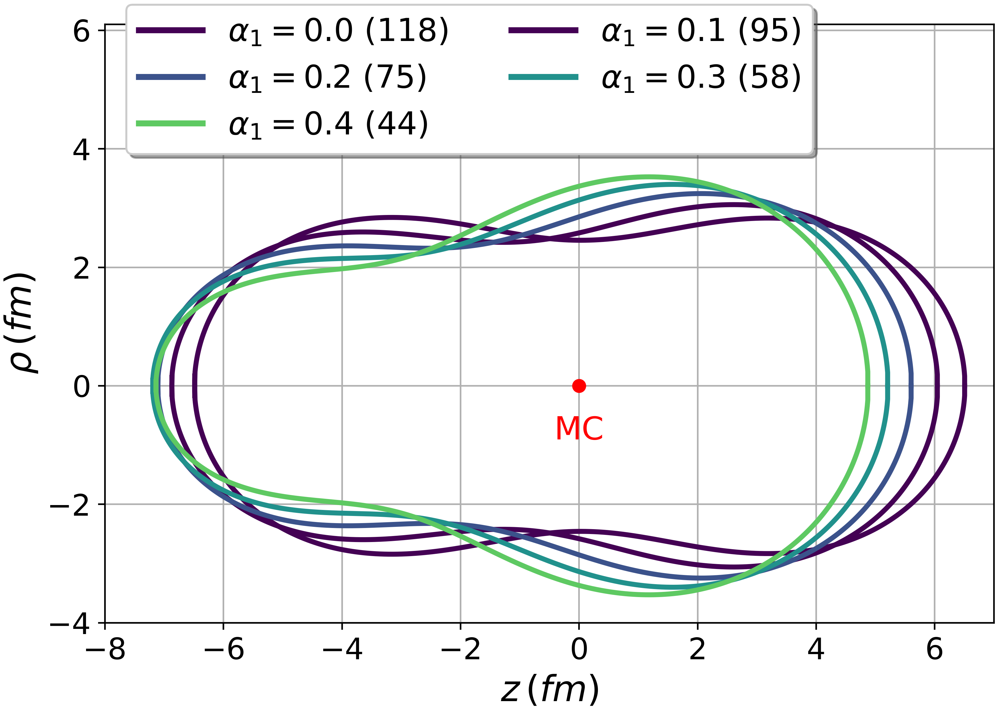 α₁ = 0.0 (118) α₁ = 0.1 (95)
α₁ = 0.2 (75) α₁ = 0.3 (58)
α₁ = 0.4 (44)
6
4
2
0
−2
−4
ρ (fm)
MC
−8 −6 −4 −2 0 2 4 6
z (fm)